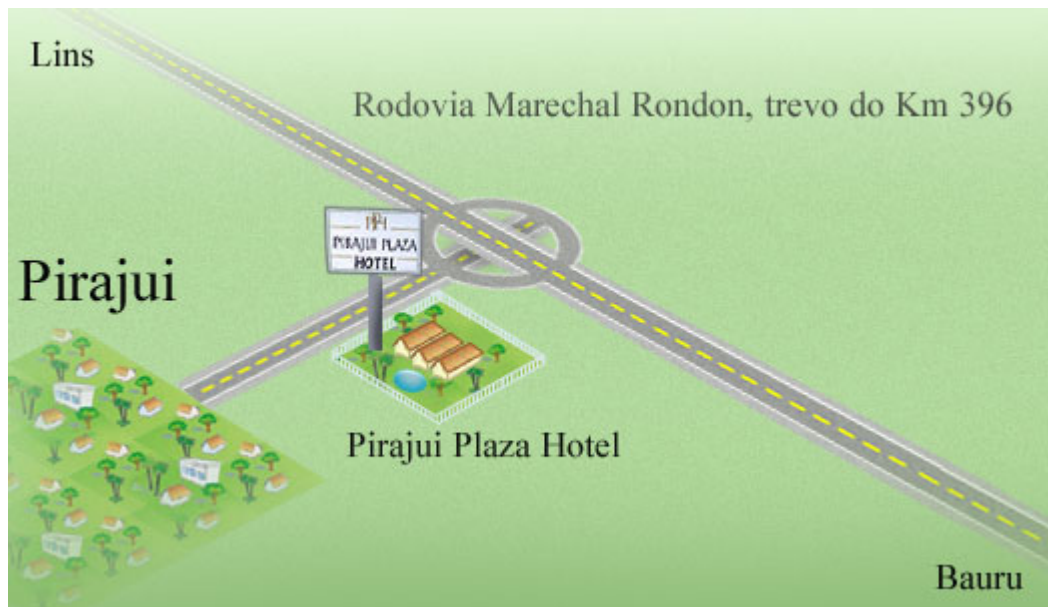 Lins
Rodovia Marechal Rondon, trevo do Km 396
PIRAJUI PLAZA
HOTEL
Pirajui
Pirajui Plaza Hotel
Bauru